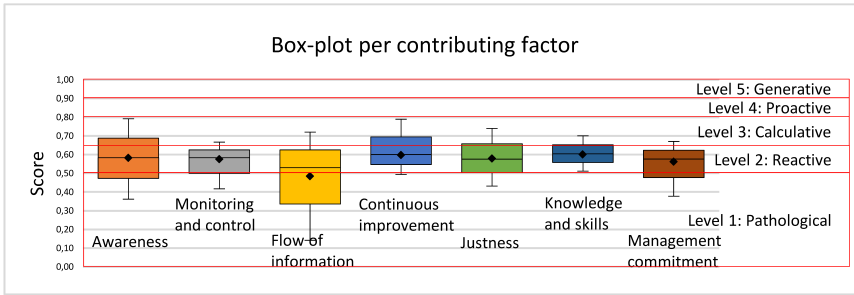 Box-plot per contributing factor
Score
1,00
0,90
0,80
0,70
0,60
0,50
0,40
0,30
0,20
0,10
0,00
Level 5: Generative
Level 4: Proactive
Level 3: Calculative
Level 2: Reactive
Level 1: Pathological
Awareness
Monitoring
and control
Flow of
information
Continuous
improvement
Justness
Knowledge
and skills
Management
commitment